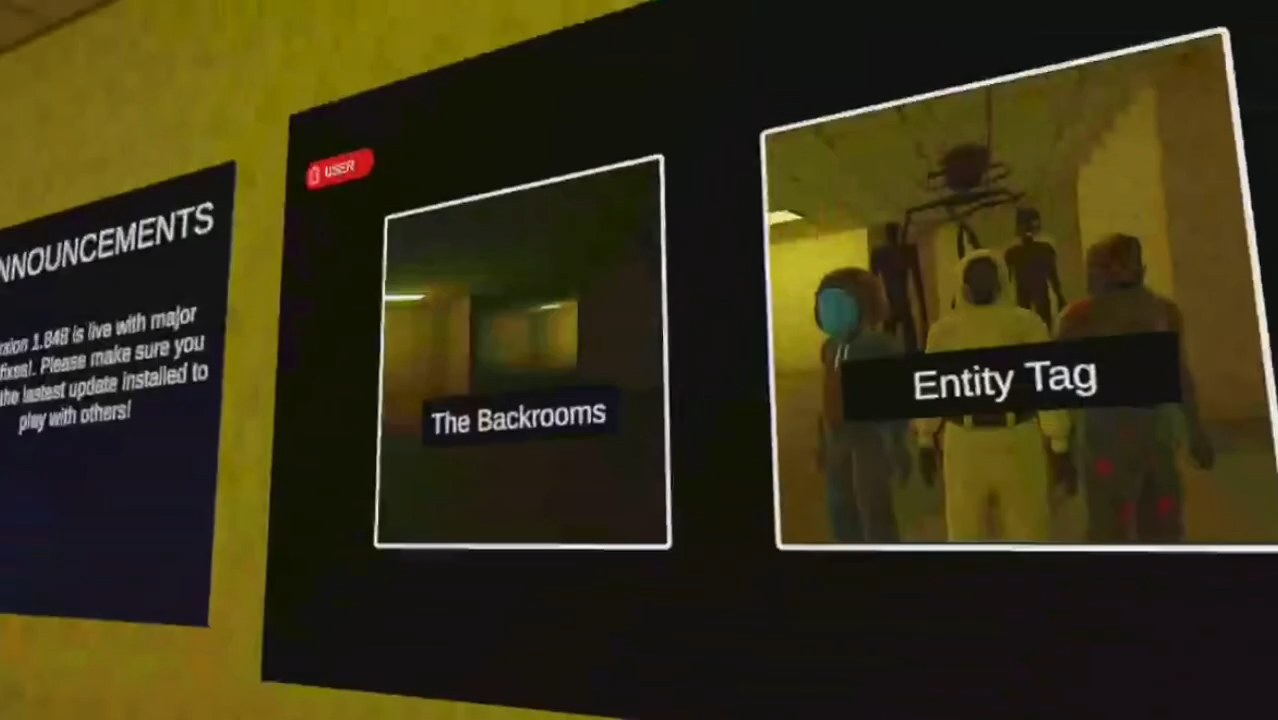 NNOUNCEMENTS
rsion 1.848 is live with major
fixes!. Please make sure you
the lastest update installed to
play with others!
USER
The Backrooms
Entity Tag